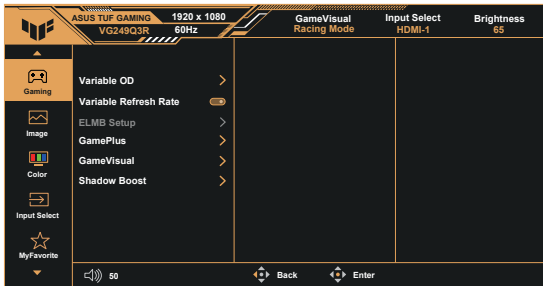 ASUS TUF GAMING 1920 x 1080
VG249Q3R 60Hz
GameVisual
Racing Mode
Input Select
HDMI-1
Brightness
65
Gaming
Image
Color
Input Select
MyFavorite
Variable OD
Variable Refresh Rate
ELMB Setup
GamePlus
GameVisual
Shadow Boost
50
Back
Enter